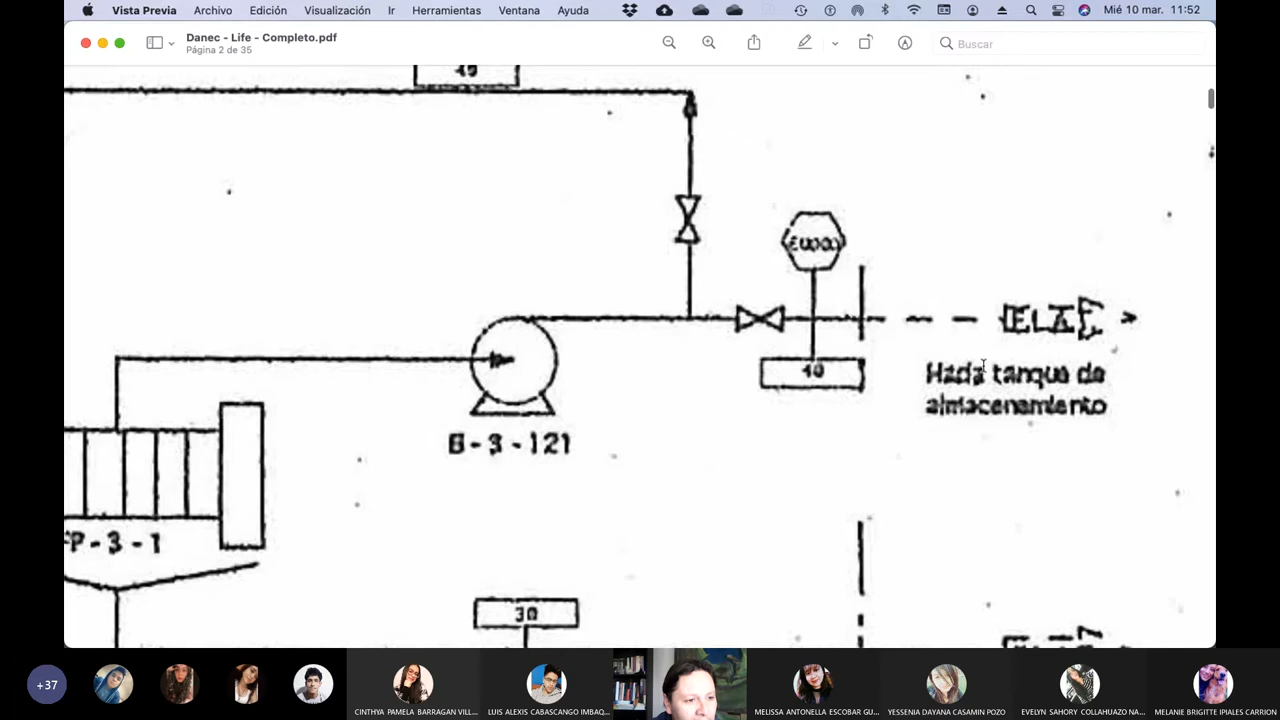 Vista Previa Archivo Edición Visualización Ir Herramientas Ventana Ayuda Mié 10 mar. 11:52
Danec - Life - Completo.pdf
Página 2 de 35
Buscar
ELAE
Hacia tanque de
almacenamiento
40
B-3-121
FP-3-1
30
+37
CINTHYA PAMELA BARRAGAN VILL...
LUIS ALEXIS CABASCANGO IMBAQ...
MELISSA ANTONELLA ESCOBAR GU...
YESSENIA DAYANA CASAMIN POZO
EVELYN SAHORY COLLAHUAZO NA...
MELANIE BRIGITTE IPIALES CARRION